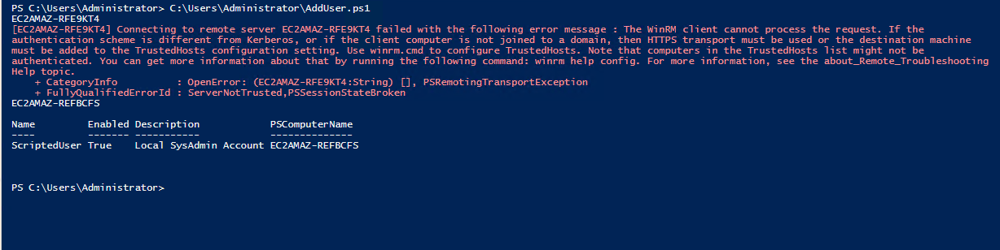 PS C:\Users\Administrator> C:\Users\Administrator\AddUser.ps1
EC2AMAZ-RFE9KT4
[EC2AMAZ-RFE9KT4] Connecting to remote server EC2AMAZ-RFE9KT4 failed with the following error message : The WinRM client cannot process the request. If the
authentication scheme is different from Kerberos, or if the client computer is not joined to a domain, then HTTPS transport must be used or the destination machine
must be added to the TrustedHosts configuration setting. Use winrm.cmd to configure TrustedHosts. Note that computers in the TrustedHosts list might not be
authenticated. You can get more information about that by running the following command: winrm help config. For more information, see the about_Remote_Troubleshooting
Help topic.
    + CategoryInfo          : OpenError: (EC2AMAZ-RFE9KT4:String) [], PSRemotingTransportException
    + FullyQualifiedErrorId : ServerNotTrusted,PSSessionStateBroken
EC2AMAZ-REFBCFS
Name         Enabled Description            PSComputerName
----         ------- -----------            --------------
ScriptedUser True    Local SysAdmin Account EC2AMAZ-REFBCFS
PS C:\Users\Administrator>